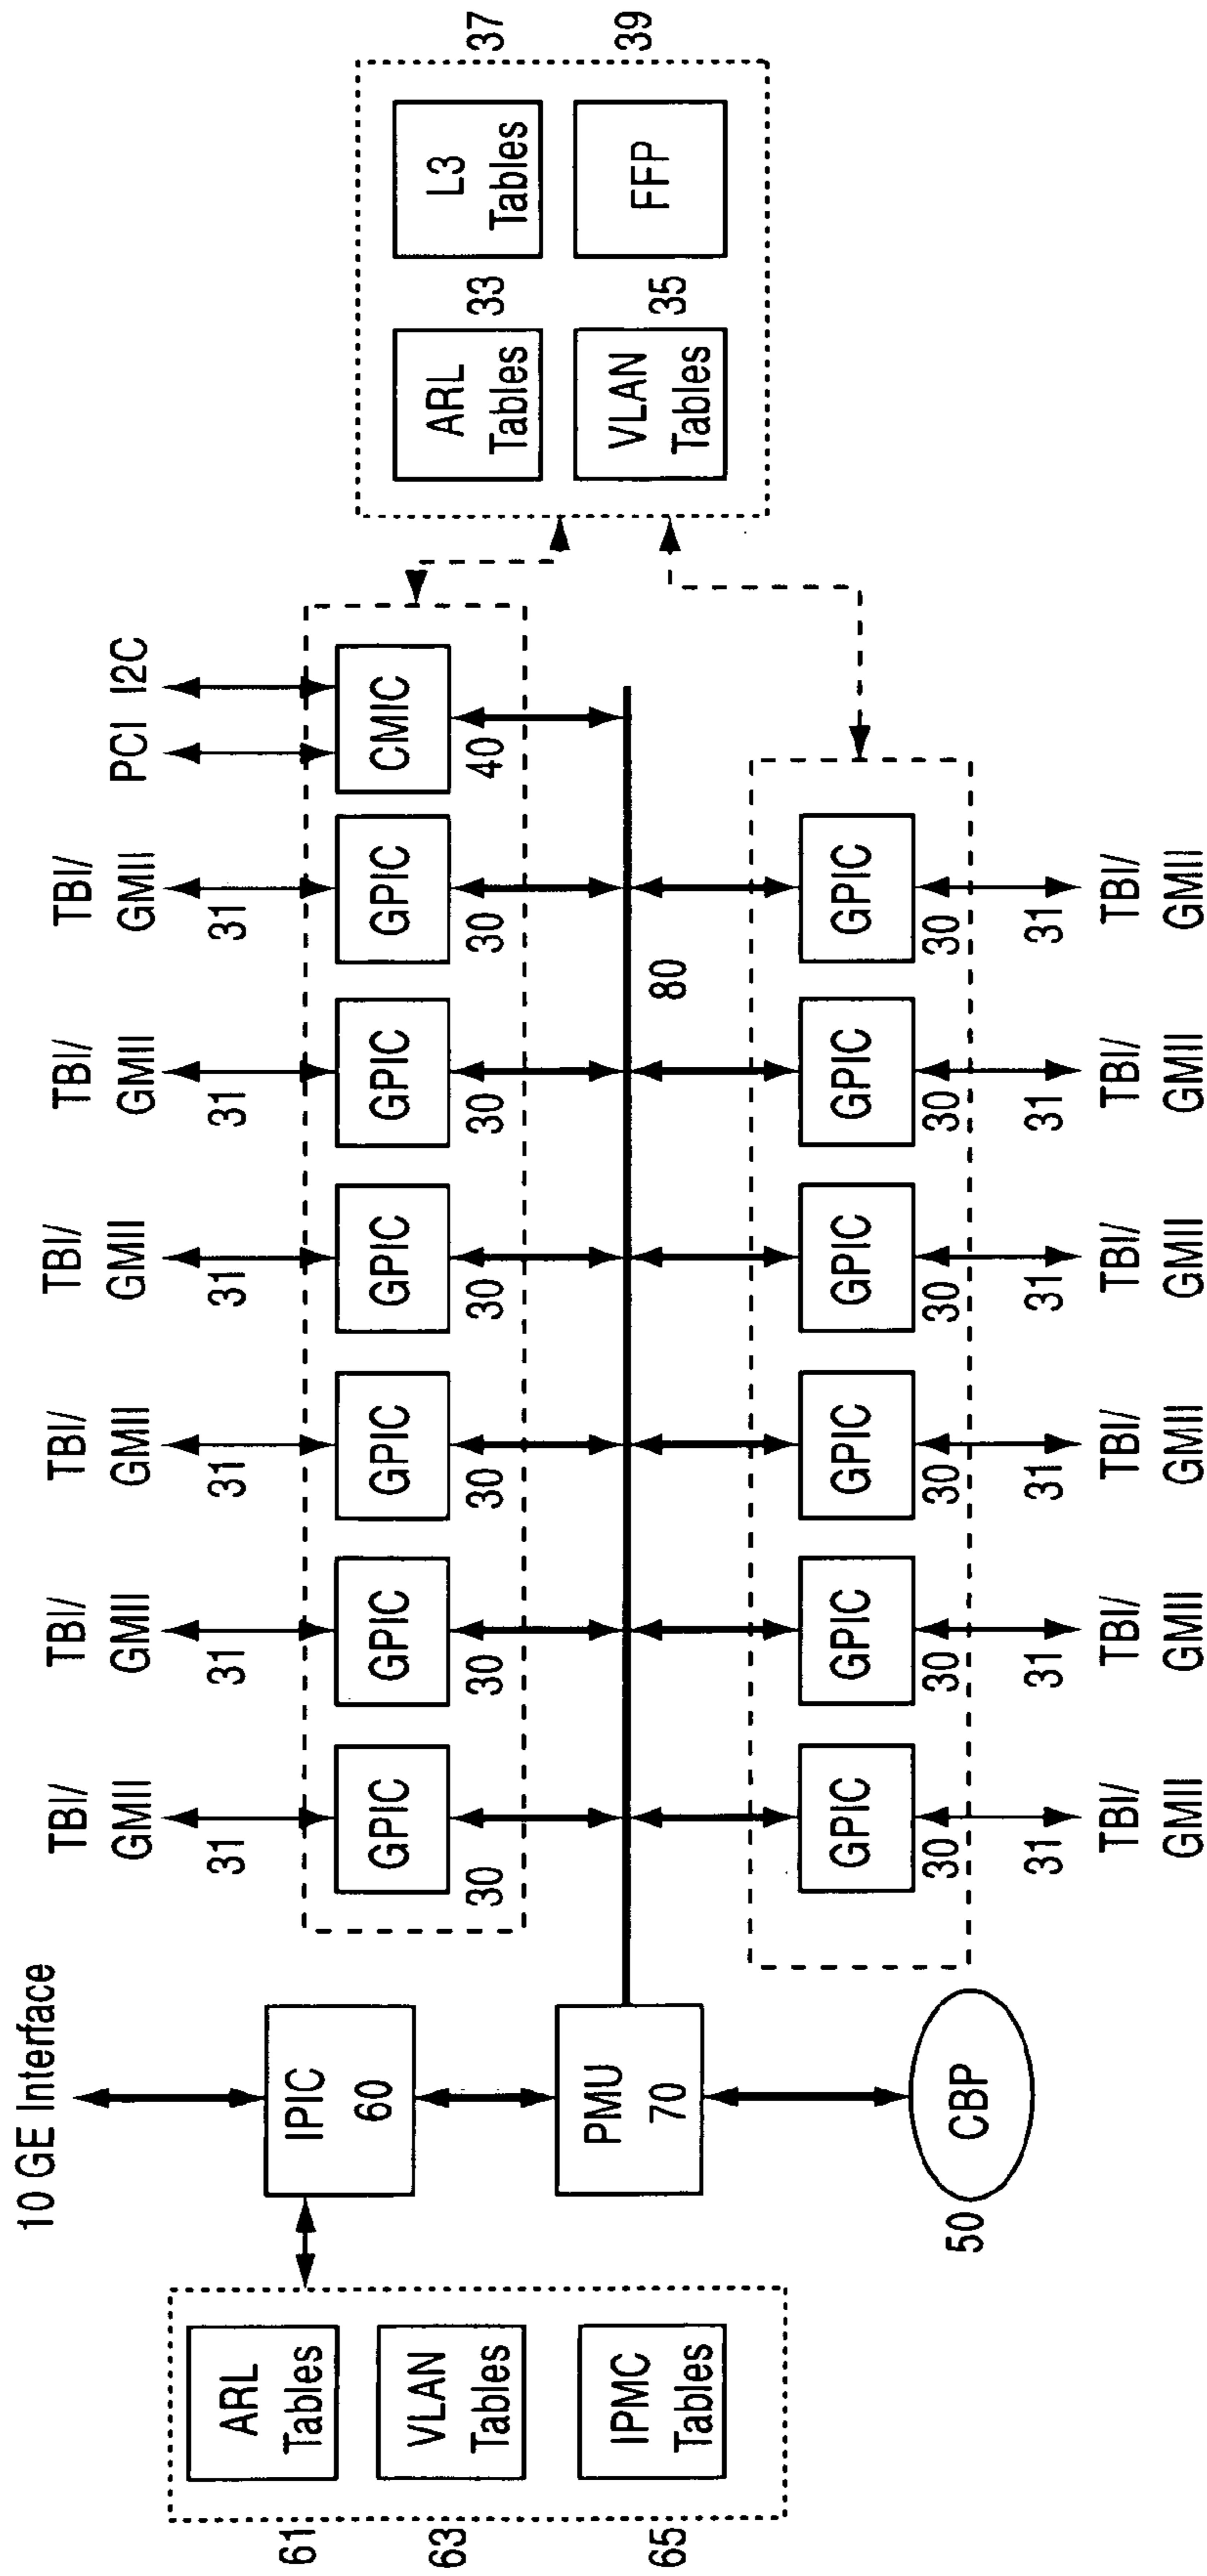 10 GE Interface
TBI/
GMII
TBI/
GMII
TBI/
GMII
TBI/
GMII
TBI/
GMII
TBI/
GMII
PCI
I2C
31
31
31
31
31
31
61
ARL
Tables
63
VLAN
Tables
65
IPMC
Tables
IPIC
60
GPIC
30
GPIC
30
GPIC
30
GPIC
30
GPIC
30
GPIC
30
CMIC
40
ARL
Tables
33
L3
Tables
37
VLAN
Tables
35
FFP
39
PMU
70
80
GPIC
30
GPIC
30
GPIC
30
GPIC
30
GPIC
30
GPIC
30
50
CBP
31
31
31
31
31
31
TBI/
GMII
TBI/
GMII
TBI/
GMII
TBI/
GMII
TBI/
GMII
TBI/
GMII